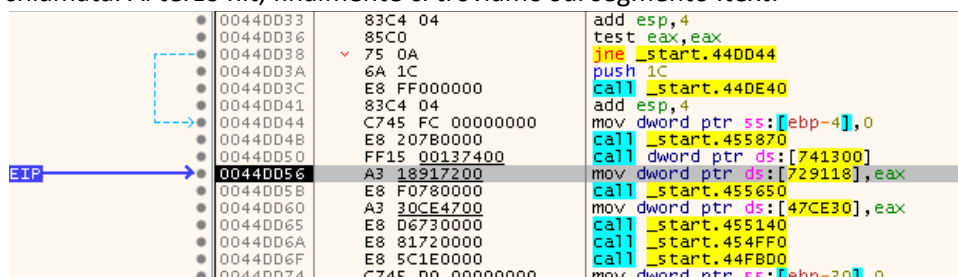 0044DD33 83C4 04 add esp,4
0044DD36 85C0 test eax,eax
0044DD38 75 0A jne _start.44DD44
0044DD3A 6A 1C push 1C
0044DD3C E8 FF000000 call _start.44DE40
0044DD41 83C4 04 add esp,4
0044DD44 C745 FC 00000000 mov dword ptr ss:[ebp-4],0
0044DD4B E8 207B0000 call _start.455870
0044DD50 FF15 00137400 call dword ptr ds:[741300]
EIP 0044DD56 A3 18917200 mov dword ptr ds:[729118],eax
0044DD5B E8 F0780000 call _start.455650
0044DD60 A3 30CE4700 mov dword ptr ds:[47CE30],eax
0044DD65 E8 D6730000 call _start.455140
0044DD6A E8 81720000 call _start.454FF0
0044DD6F E8 5C1E0000 call _start.44FBD0